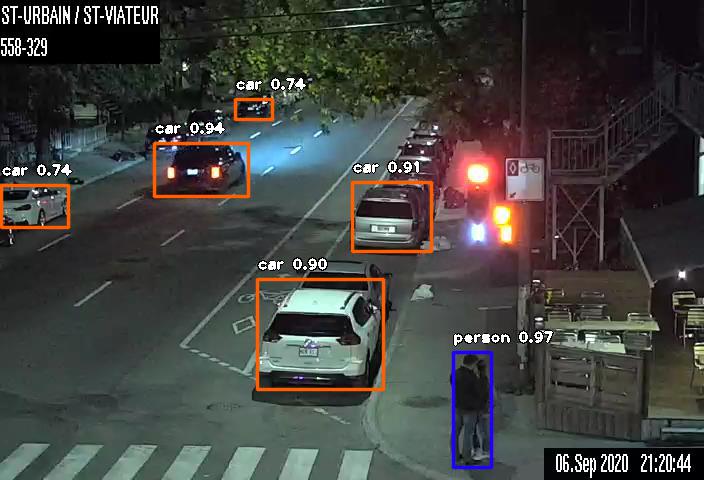 ST-URBAIN / ST-VIATEUR
558-329
car 0.74
car 0.94
car 0.74
car 0.91
car 0.90
person 0.97
06.Sep 2020 21:20:44